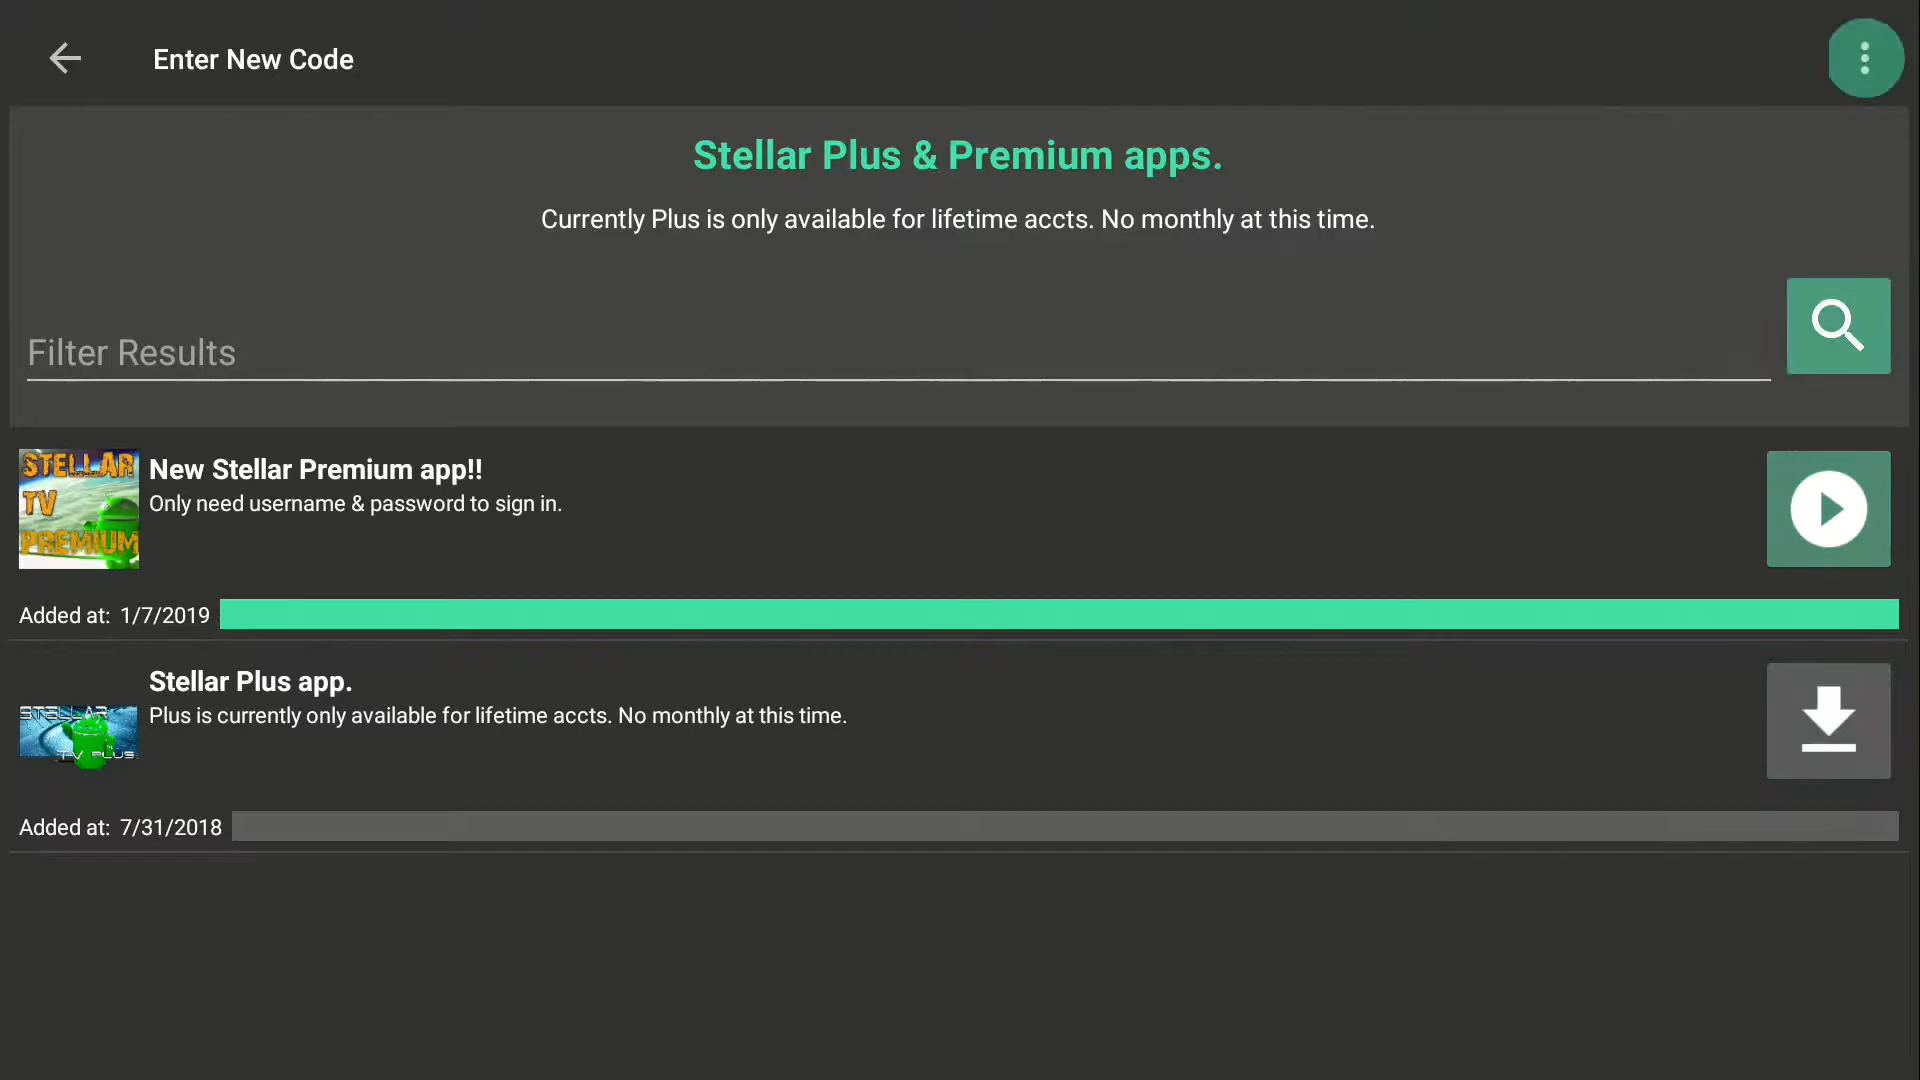 Enter New Code
Stellar Plus & Premium apps.
Currently Plus is only available for lifetime accts. No monthly at this time.
Filter Results
STELLAR
TV
PREMIUM
New Stellar Premium app!!
Only need username & password to sign in.
Added at: 1/7/2019
STELLAR
TV PLUS
Stellar Plus app.
Plus is currently only available for lifetime accts. No monthly at this time.
Added at: 7/31/2018